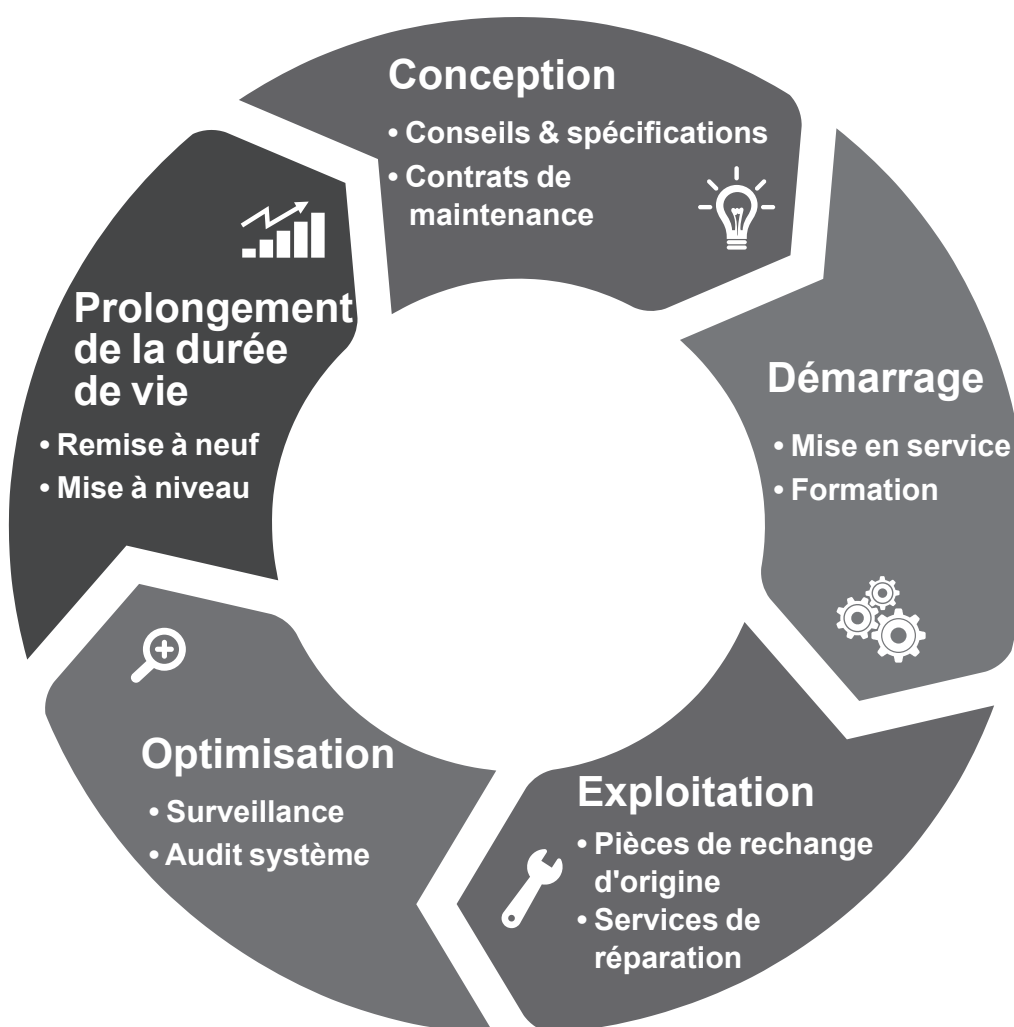 Conception
• Conseils & spécifications
• Contrats de
maintenance
Démarrage
• Mise en service
• Formation
Exploitation
• Pièces de rechange
d'origine
• Services de
réparation
Optimisation
• Surveillance
• Audit système
Prolongement
de la durée
de vie
• Remise à neuf
• Mise à niveau